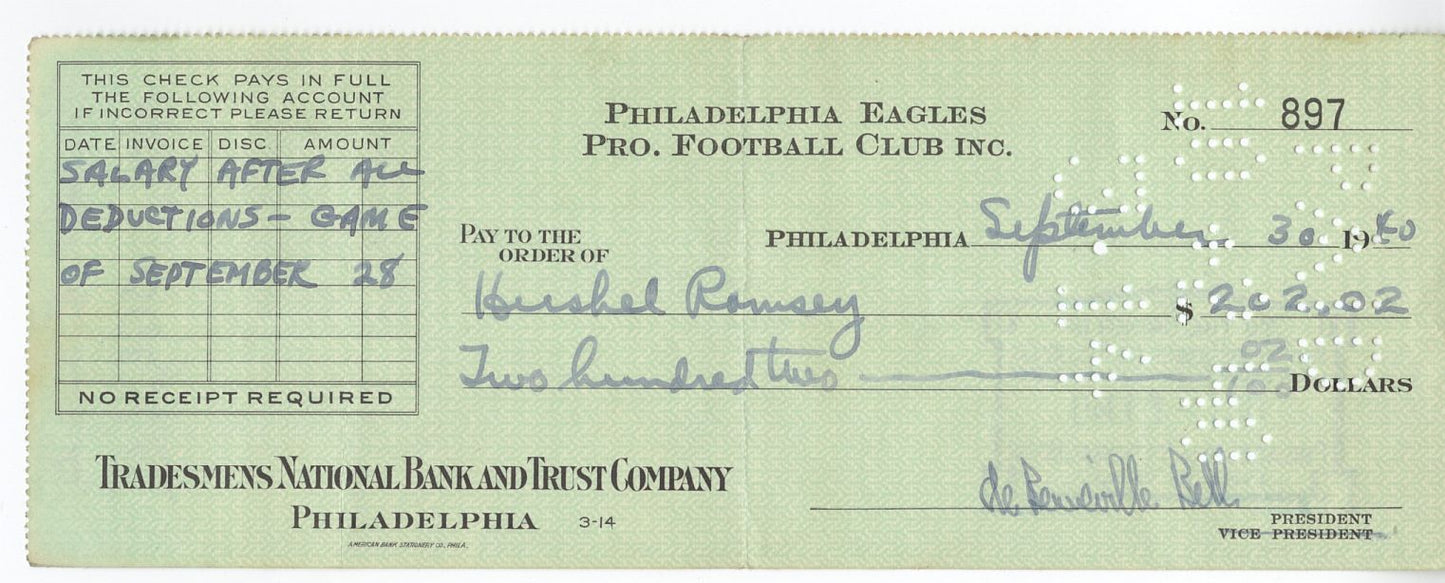 THIS CHECK PAYS IN FULL
THE FOLLOWING ACCOUNT
IF INCORRECT PLEASE RETURN
DATE INVOICE DISC. AMOUNT
SALARY AFTER ALL
DEDUCTIONS - GAME
OF SEPTEMBER 28
NO RECEIPT REQUIRED
PHILADELPHIA EAGLES
PRO. FOOTBALL CLUB INC.
No. 897
PHILADELPHIA September 30 1940
PAY TO THE
ORDER OF
Hershel Ramsey $ 202.02
Two hundred two 02/100 DOLLARS
TRADESMENS NATIONAL BANK AND TRUST COMPANY
PHILADELPHIA 3-14
AMERICAN BANK STATIONERY CO., PHILA.
de Benneville Bell
PRESIDENT
VICE PRESIDENT